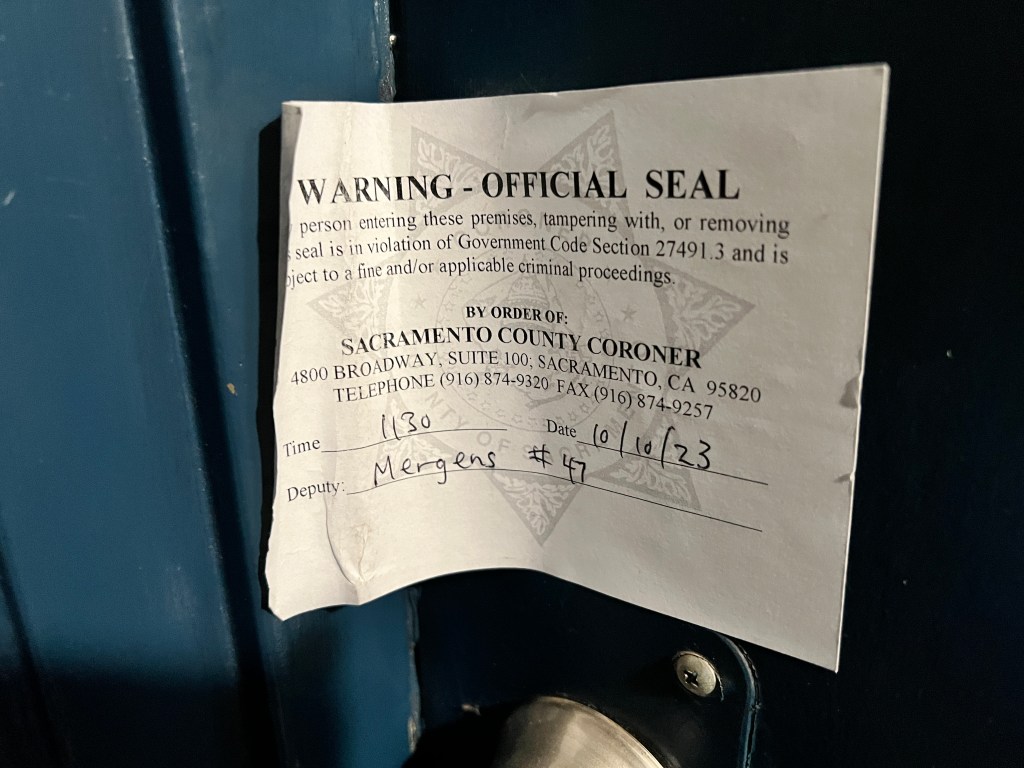 WARNING - OFFICIAL SEAL
person entering these premises, tampering with, or removing
seal is in violation of Government Code Section 27491.3 and is
ject to a fine and/or applicable criminal proceedings.
BY ORDER OF:
SACRAMENTO COUNTY CORONER
4800 BROADWAY, SUITE 100; SACRAMENTO, CA 95820
TELEPHONE (916) 874-9320 FAX (916) 874-9257
Time 1130 Date 10/10/23
Deputy: Mergens #47